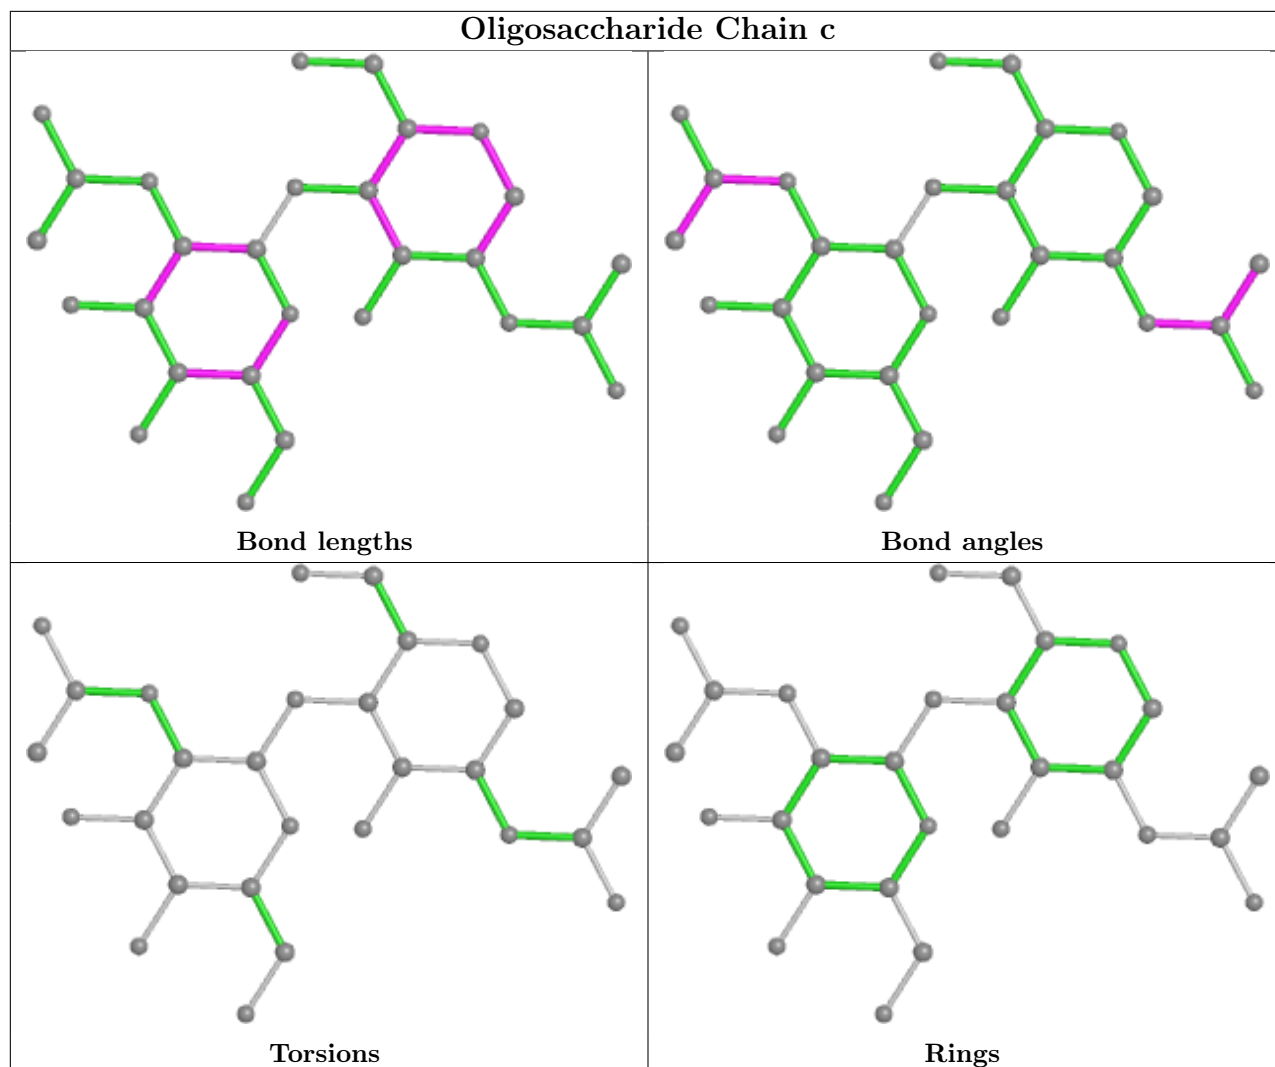 Oligosaccharide Chain c
Bond lengths
Bond angles
Torsions
Rings